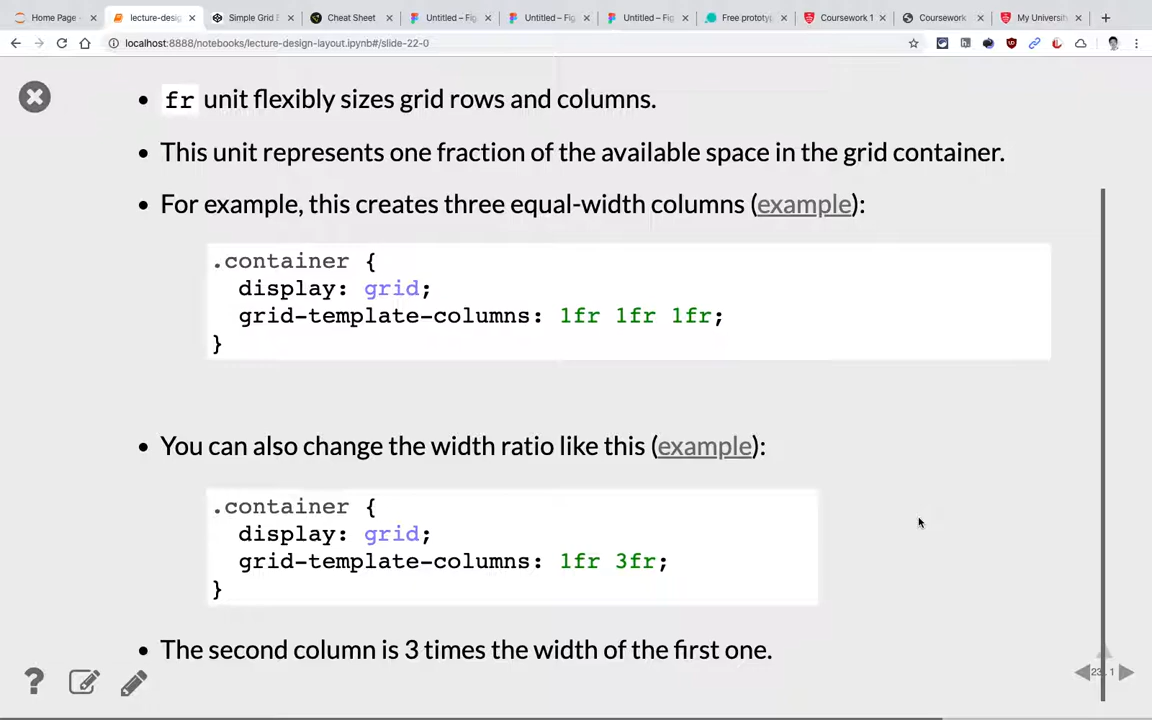 Home Page -
lecture-desig
Simple Grid E
Cheat Sheet
Untitled – Fig
Untitled – Fig
Untitled – Fig
Free prototyp
Coursework 1
Coursework
My Universit
localhost:8888/notebooks/lecture-design-layout.ipynb#/slide-22-0
• fr unit flexibly sizes grid rows and columns.
• This unit represents one fraction of the available space in the grid container.
• For example, this creates three equal-width columns (example):
.container {
display: grid;
grid-template-columns: 1fr 1fr 1fr;
}
• You can also change the width ratio like this (example):
.container {
display: grid;
grid-template-columns: 1fr 3fr;
}
• The second column is 3 times the width of the first one.
?
23.1